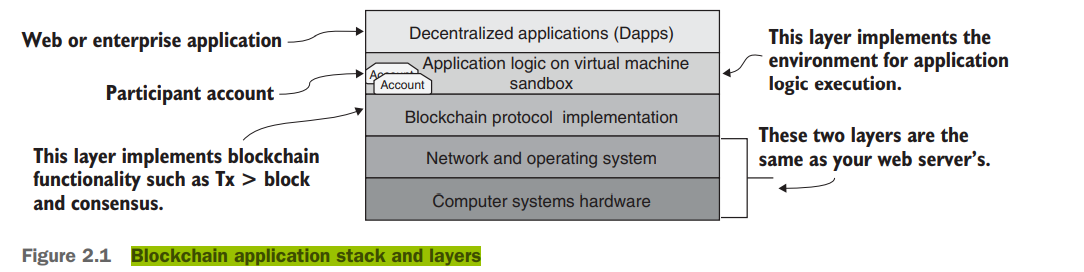 Web or enterprise application
Participant account
This layer implements blockchain
functionality such as Tx > block
and consensus.
Decentralized applications (Dapps)
Application logic on virtual machine
sandbox
Account
Blockchain protocol implementation
Network and operating system
Computer systems hardware
This layer implements the
environment for application
logic execution.
These two layers are the
same as your web server's.
Figure 2.1 Blockchain application stack and layers